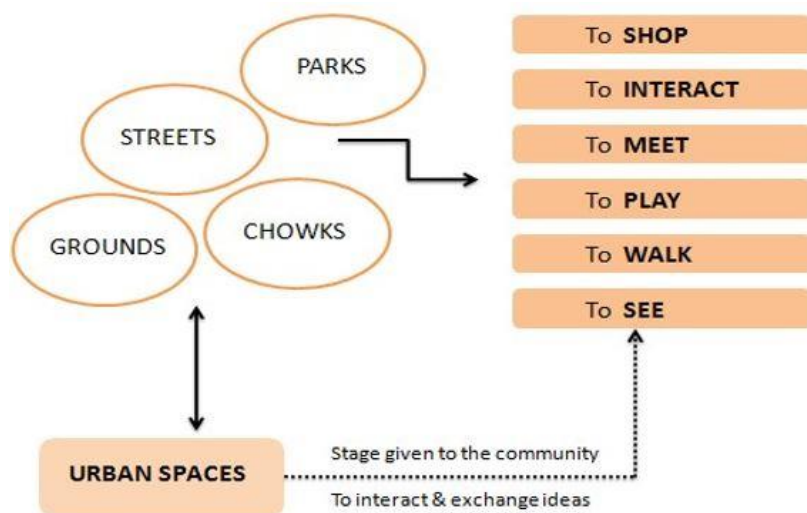 PARKS
STREETS
GROUNDS
CHOWKS
To SHOP
To INTERACT
To MEET
To PLAY
To WALK
To SEE
URBAN SPACES
Stage given to the community
To interact & exchange ideas